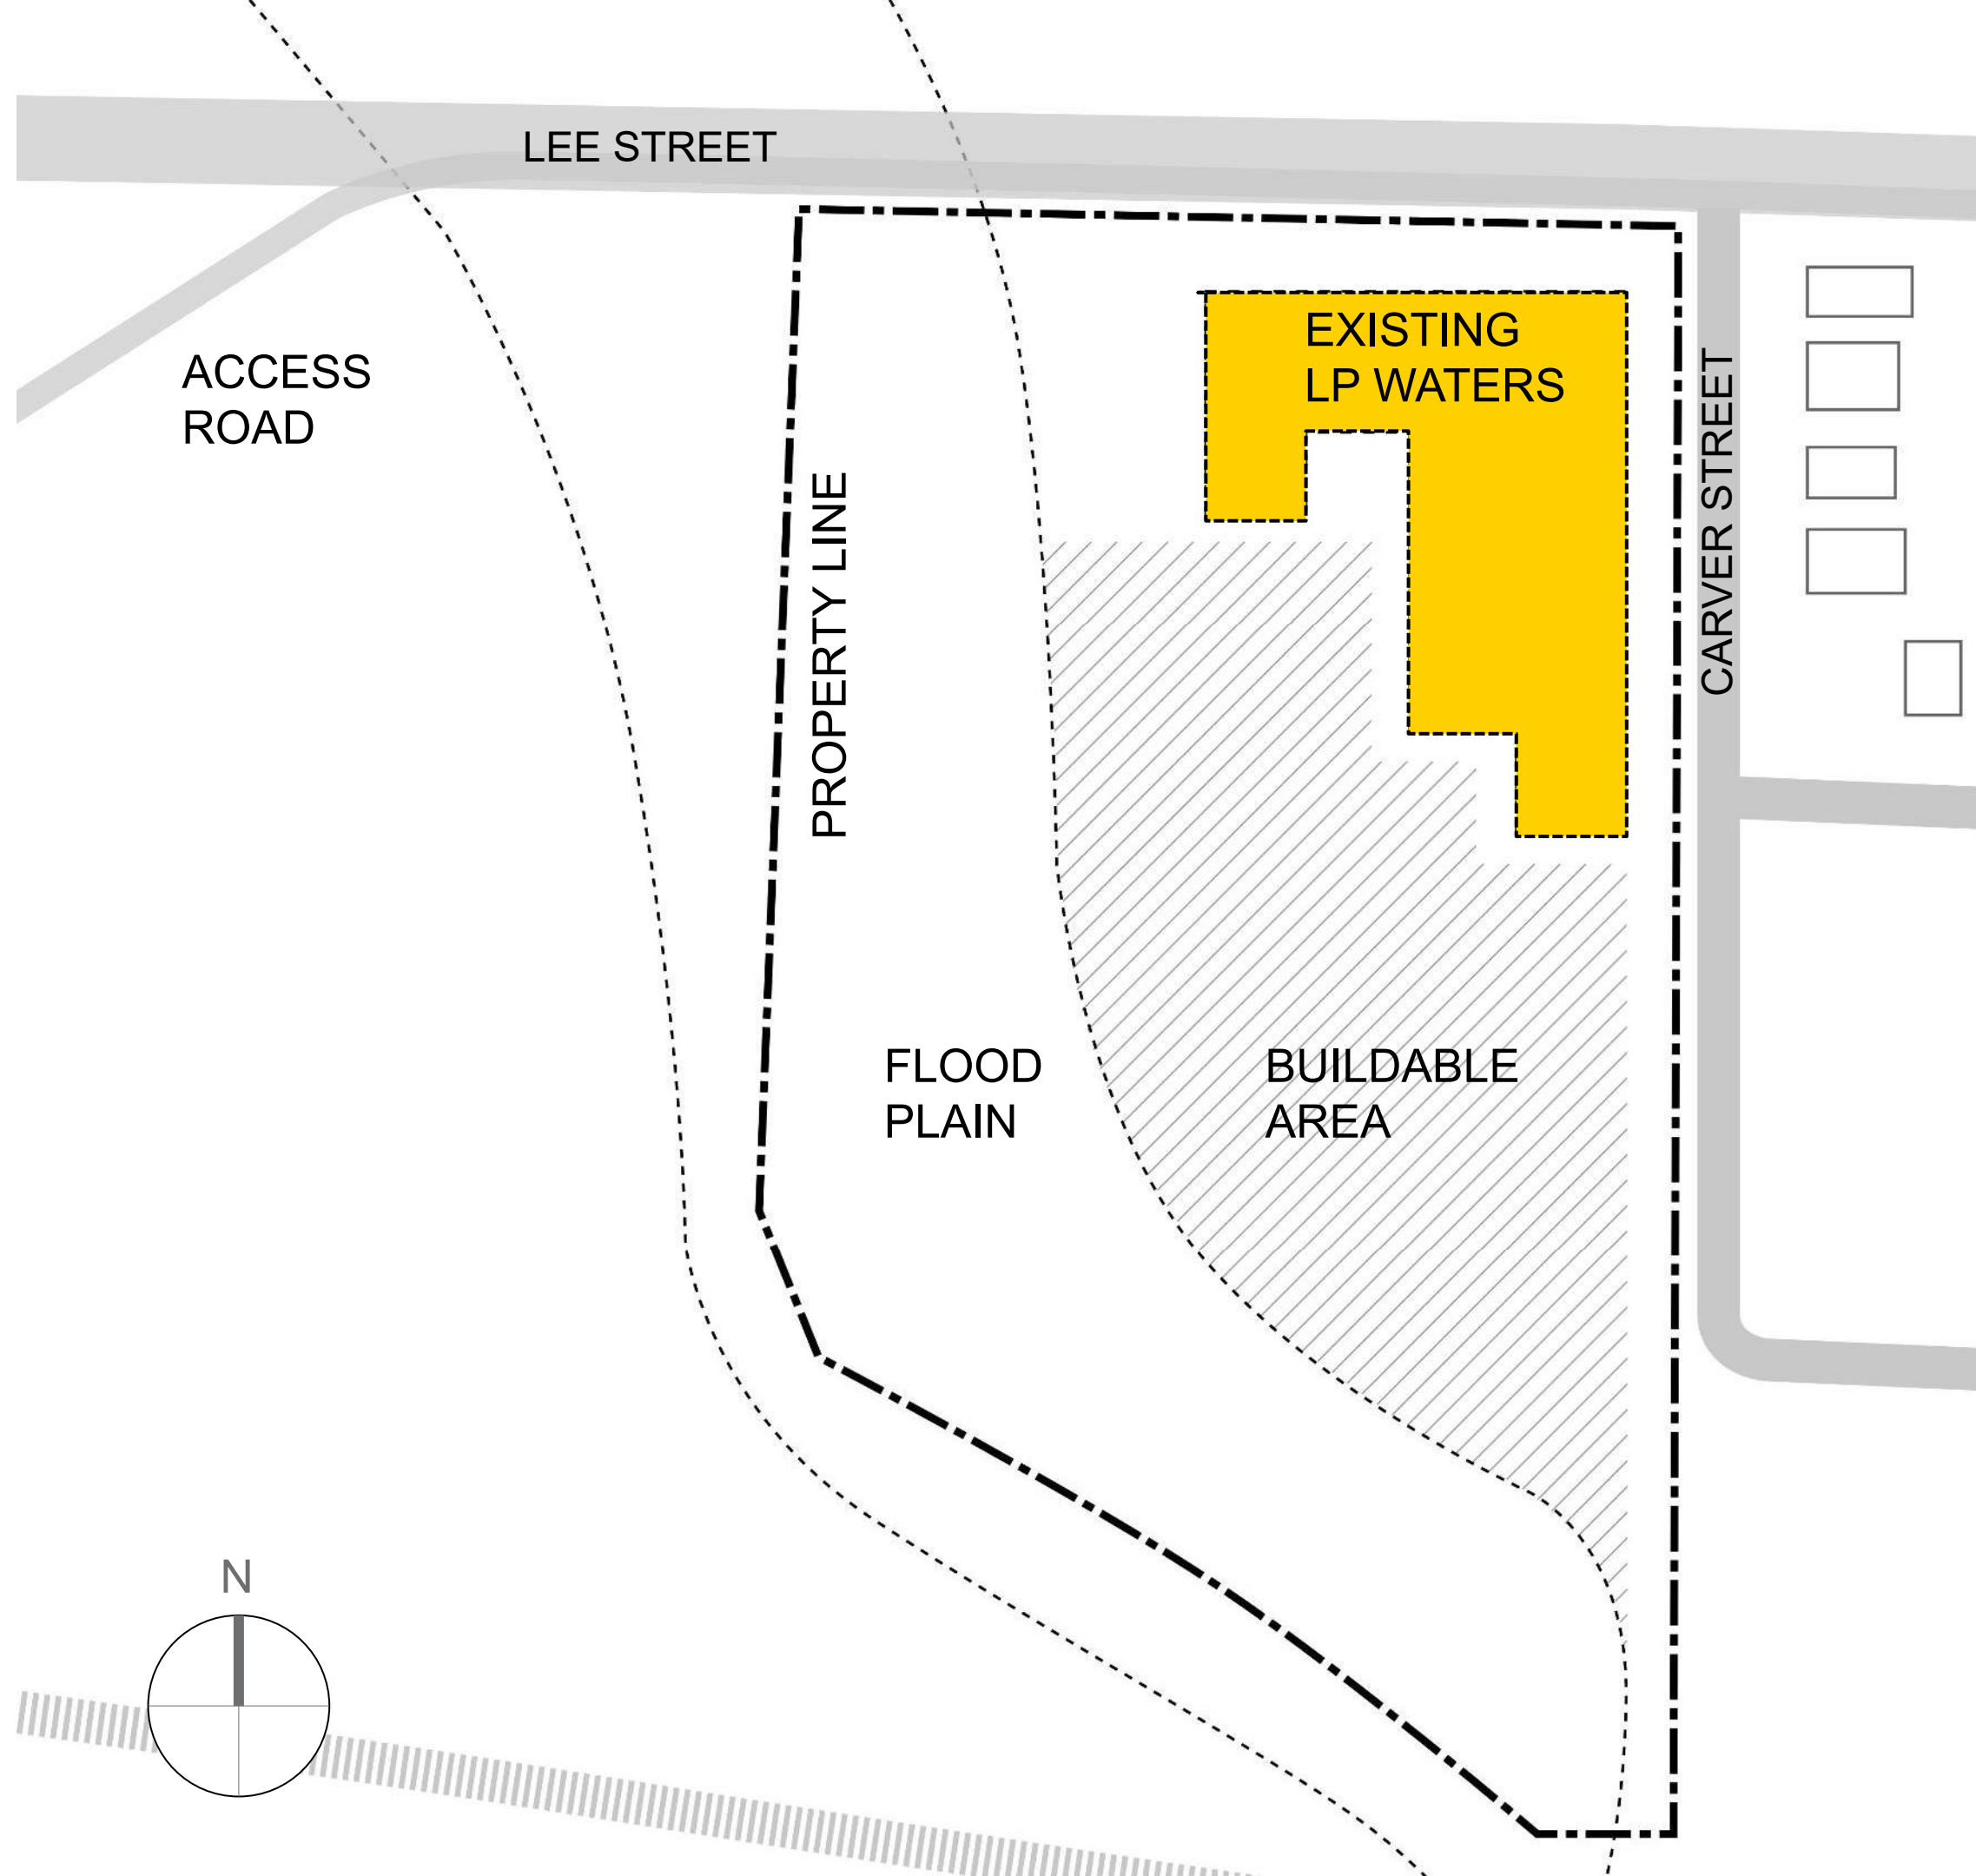 LEE STREET
ACCESS
ROAD
EXISTING
LP WATERS
CARVER STREET
PROPERTY LINE
FLOOD
PLAIN
BUILDABLE
AREA
N